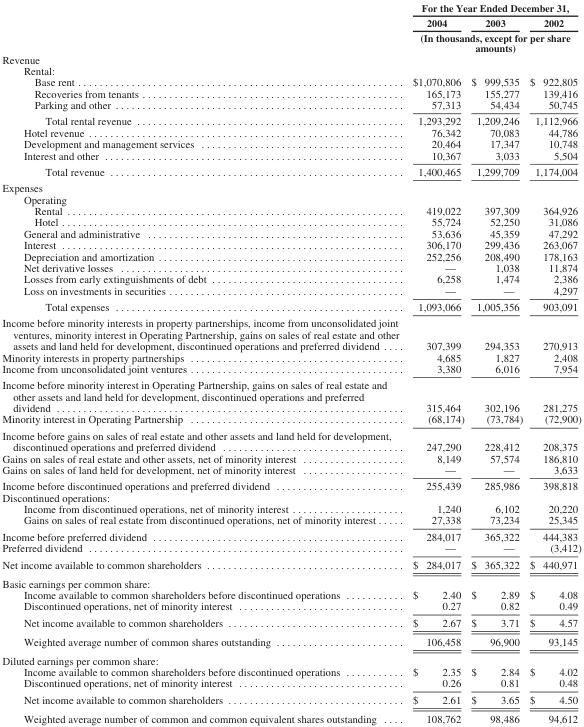 For the Year Ended December 31,
2004 2003 2002
(In thousands, except for per share
amounts)
Revenue
Rental:
Base rent $1,070,806 $ 999,535 $ 922,805
Recoveries from tenants 165,173 155,277 139,416
Parking and other 57,313 54,434 50,745
Total rental revenue 1,293,292 1,209,246 1,112,966
Hotel revenue 76,342 70,083 44,786
Development and management services 20,464 17,347 10,748
Interest and other 10,367 3,033 5,504
Total revenue 1,400,465 1,299,709 1,174,004
Expenses
Operating
Rental 419,022 397,309 364,926
Hotel 55,724 52,250 31,086
General and administrative 53,636 45,359 47,292
Interest 306,170 299,436 263,067
Depreciation and amortization 252,256 208,490 178,163
Net derivative losses — 1,038 11,874
Losses from early extinguishments of debt 6,258 1,474 2,386
Loss on investments in securities — — 4,297
Total expenses 1,093,066 1,005,356 903,091
Income before minority interests in property partnerships, income from unconsolidated joint
ventures, minority interest in Operating Partnership, gains on sales of real estate and other
assets and land held for development, discontinued operations and preferred dividend 307,399 294,353 270,913
Minority interests in property partnerships 4,685 1,827 2,408
Income from unconsolidated joint ventures 3,380 6,016 7,954
Income before minority interest in Operating Partnership, gains on sales of real estate and
other assets and land held for development, discontinued operations and preferred
dividend 315,464 302,196 281,275
Minority interest in Operating Partnership (68,174) (73,784) (72,900)
Income before gains on sales of real estate and other assets and land held for development,
discontinued operations and preferred dividend 247,290 228,412 208,375
Gains on sales of real estate and other assets, net of minority interest 8,149 57,574 186,810
Gains on sales of land held for development, net of minority interest — — 3,633
Income before discontinued operations and preferred dividend 255,439 285,986 398,818
Discontinued operations:
Income from discontinued operations, net of minority interest 1,240 6,102 20,220
Gains on sales of real estate from discontinued operations, net of minority interest 27,338 73,234 25,345
Income before preferred dividend 284,017 365,322 444,383
Preferred dividend — — (3,412)
Net income available to common shareholders $ 284,017 $ 365,322 $ 440,971
Basic earnings per common share:
Income available to common shareholders before discontinued operations $ 2.40 $ 2.89 $ 4.08
Discontinued operations, net of minority interest 0.27 0.82 0.49
Net income available to common shareholders $ 2.67 $ 3.71 $ 4.57
Weighted average number of common shares outstanding 106,458 96,900 93,145
Diluted earnings per common share:
Income available to common shareholders before discontinued operations $ 2.35 $ 2.84 $ 4.02
Discontinued operations, net of minority interest 0.26 0.81 0.48
Net income available to common shareholders $ 2.61 $ 3.65 $ 4.50
Weighted average number of common and common equivalent shares outstanding 108,762 98,486 94,612